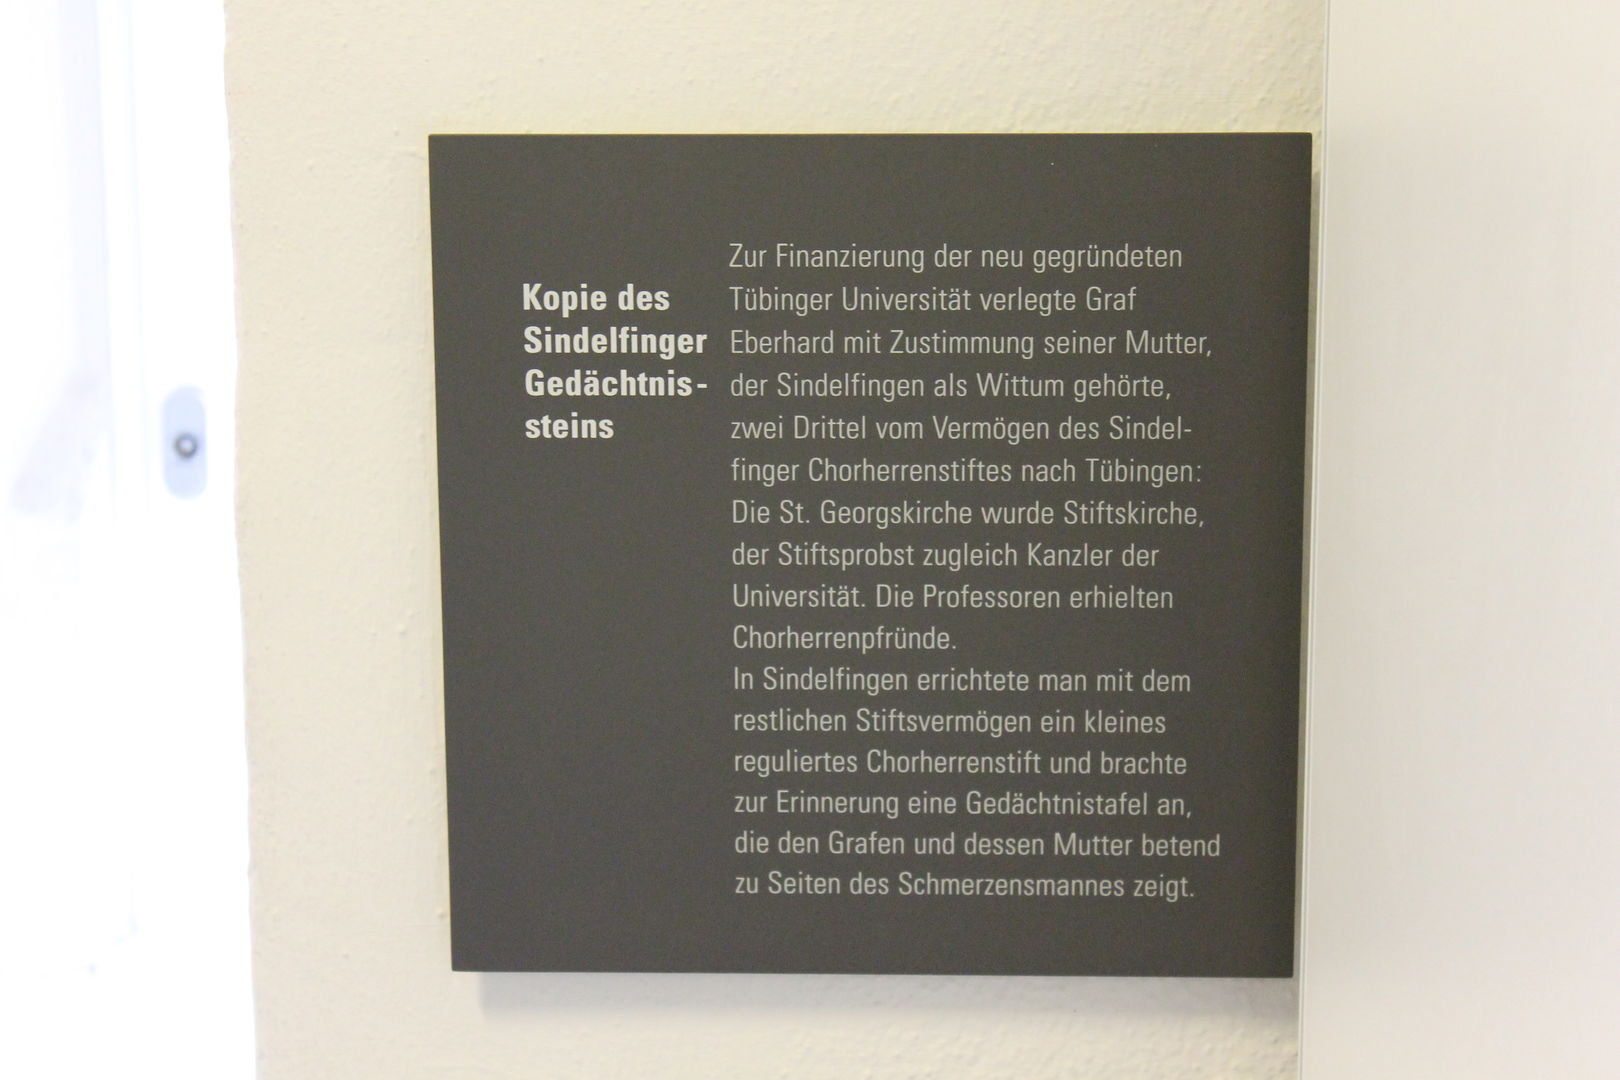 Kopie des
Sindelfinger
Gedächtnis-
steins
Zur Finanzierung der neu gegründeten
Tübinger Universität verlegte Graf
Eberhard mit Zustimmung seiner Mutter,
der Sindelfingen als Wittum gehörte,
zwei Drittel vom Vermögen des Sindel-
finger Chorherrenstiftes nach Tübingen:
Die St. Georgskirche wurde Stiftskirche,
der Stiftsprobst zugleich Kanzler der
Universität. Die Professoren erhielten
Chorherrenpfründe.
In Sindelfingen errichtete man mit dem
restlichen Stiftsvermögen ein kleines
reguliertes Chorherrenstift und brachte
zur Erinnerung eine Gedächtnistafel an,
die den Grafen und dessen Mutter betend
zu Seiten des Schmerzensmannes zeigt.